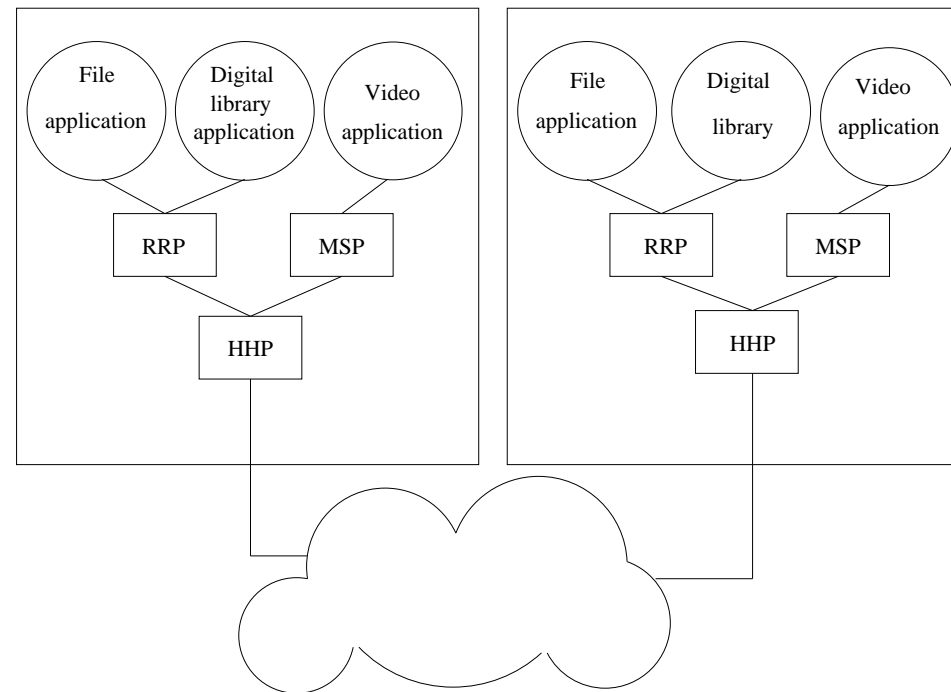 File
application
Digital
library
application
Video
application
RRP
MSP
HHP
File
application
Digital
library
Video
application
RRP
MSP
HHP